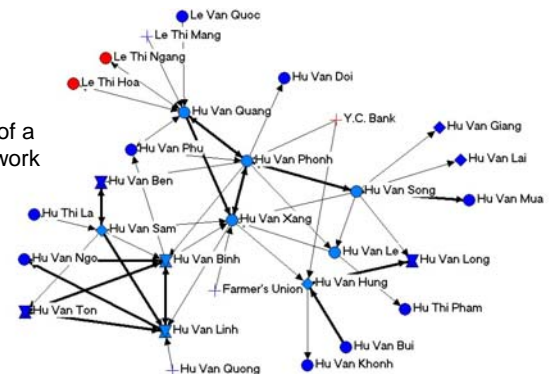 Le Van Quoc
Le Thi Mang
Le Thi Ngang
Le Thi Hoa
Hu Van Doi
Hu Van Quang
Y.C. Bank
Hu Van Giang
of a
work
Hu Van Phu
Hu Van Phonh
Hu Van Lai
Hu Van Ben
Hu Van Song
Hu Van Mua
Hu Thi La
Hu Van Sam
Hu Van Xang
Hu Van Ngo
Hu Van Binh
Hu Van Le
Hu Van Long
Farmer's Union
Hu Van Hung
Hu Van Ton
Hu Thi Pham
Hu Van Linh
Hu Van Bui
Hu Van Quong
Hu Van Khonh